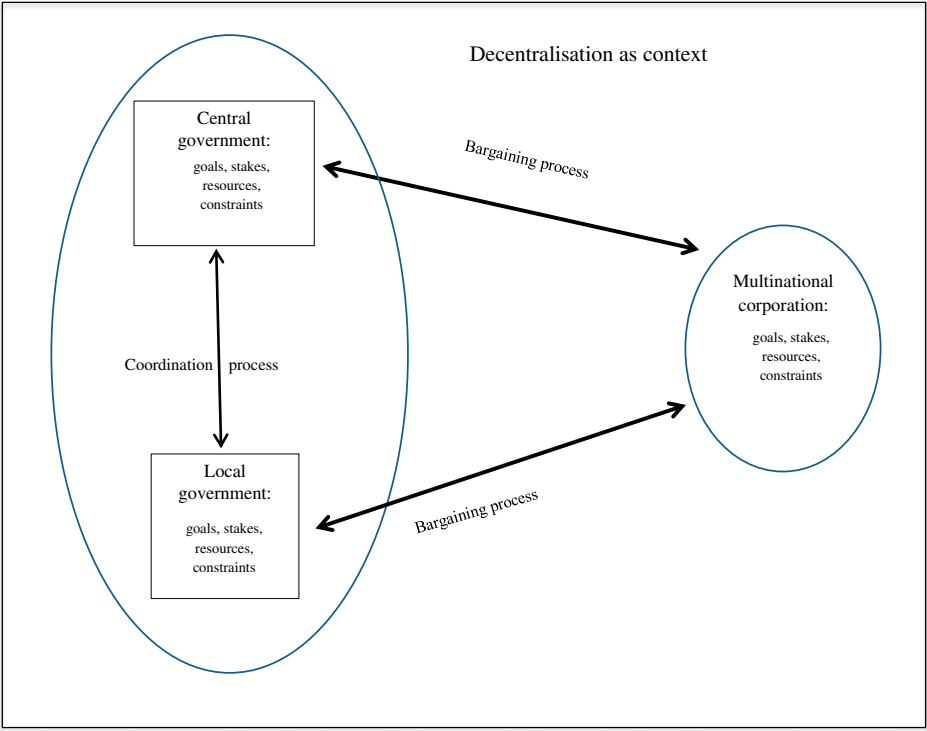 Decentralisation as context
Central
government:
goals, stakes,
resources,
constraints
Bargaining process
Multinational
corporation:
goals, stakes,
resources,
constraints
Coordination process
Local
government:
goals, stakes,
resources,
constraints
Bargaining process